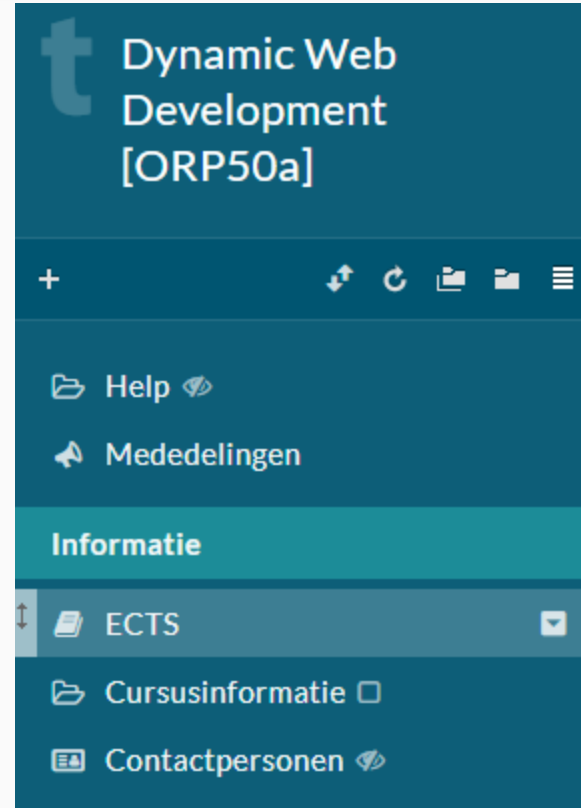 t
Dynamic Web
Development
[ORP50a]
Help
Mededelingen
Informatie
ECTS
Cursusinformatie
Contactpersonen